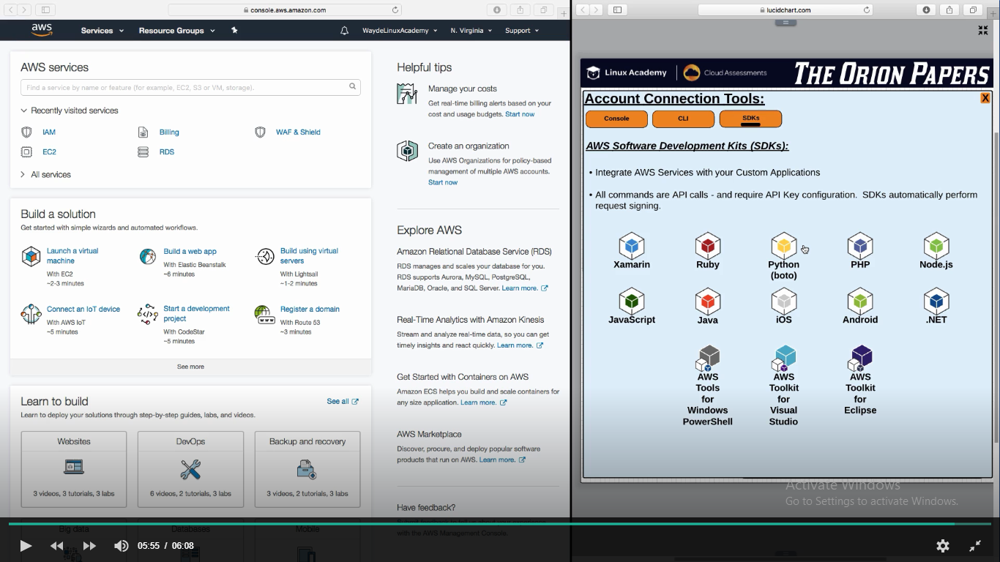 console.aws.amazon.com
aws
Services
Resource Groups
WaydeLinuxAcademy
N. Virginia
Support
AWS services
Find a service by name or feature (for example, EC2, S3 or VM, storage).
Recently visited services
IAM
Billing
WAF & Shield
EC2
RDS
All services
Build a solution
Get started with simple wizards and automated workflows.
Launch a virtual
machine
With EC2
~2-3 minutes
Build a web app
With Elastic Beanstalk
~6 minutes
Build using virtual
servers
With Lightsail
~1-2 minutes
Connect an IoT device
With AWS IoT
~5 minutes
Start a development
project
With CodeStar
~5 minutes
Register a domain
With Route 53
~3 minutes
See more
Learn to build
See all
Learn to deploy your solutions through step-by-step guides, labs, and videos.
Websites
3 videos, 3 tutorials, 3 labs
DevOps
6 videos, 2 tutorials, 3 labs
Backup and recovery
3 videos, 2 tutorials, 3 labs
Big data
Databases
Mobile
Helpful tips
Manage your costs
Get real-time billing alerts based on your
cost and usage budgets. Start now
Create an organization
Use AWS Organizations for policy-based
management of multiple AWS accounts.
Start now
Explore AWS
Amazon Relational Database Service (RDS)
RDS manages and scales your database for you.
RDS supports Aurora, MySQL, PostgreSQL,
MariaDB, Oracle, and SQL Server. Learn more.
Real-Time Analytics with Amazon Kinesis
Stream and analyze real-time data, so you can get
timely insights and react quickly. Learn more.
Get Started with Containers on AWS
Amazon ECS helps you build and scale containers for
any size application. Learn more.
AWS Marketplace
Discover, procure, and deploy popular software
products that run on AWS. Learn more.
Have feedback?
with the AWS Management Console.
lucidchart.com
Linux Academy
Cloud Assessments
THE ORION PAPERS
Account Connection Tools:
X
Console
CLI
SDKs
AWS Software Development Kits (SDKs):
• Integrate AWS Services with your Custom Applications
• All commands are API calls - and require API Key configuration. SDKs automatically perform
request signing.
Xamarin
Ruby
Python
(boto)
PHP
Node.js
JavaScript
Java
iOS
Android
.NET
AWS
Tools
for
Windows
PowerShell
AWS
Toolkit
for
Visual
Studio
AWS
Toolkit
for
Eclipse
Activate Windows
Go to Settings to activate Windows.
05:55 / 06:08